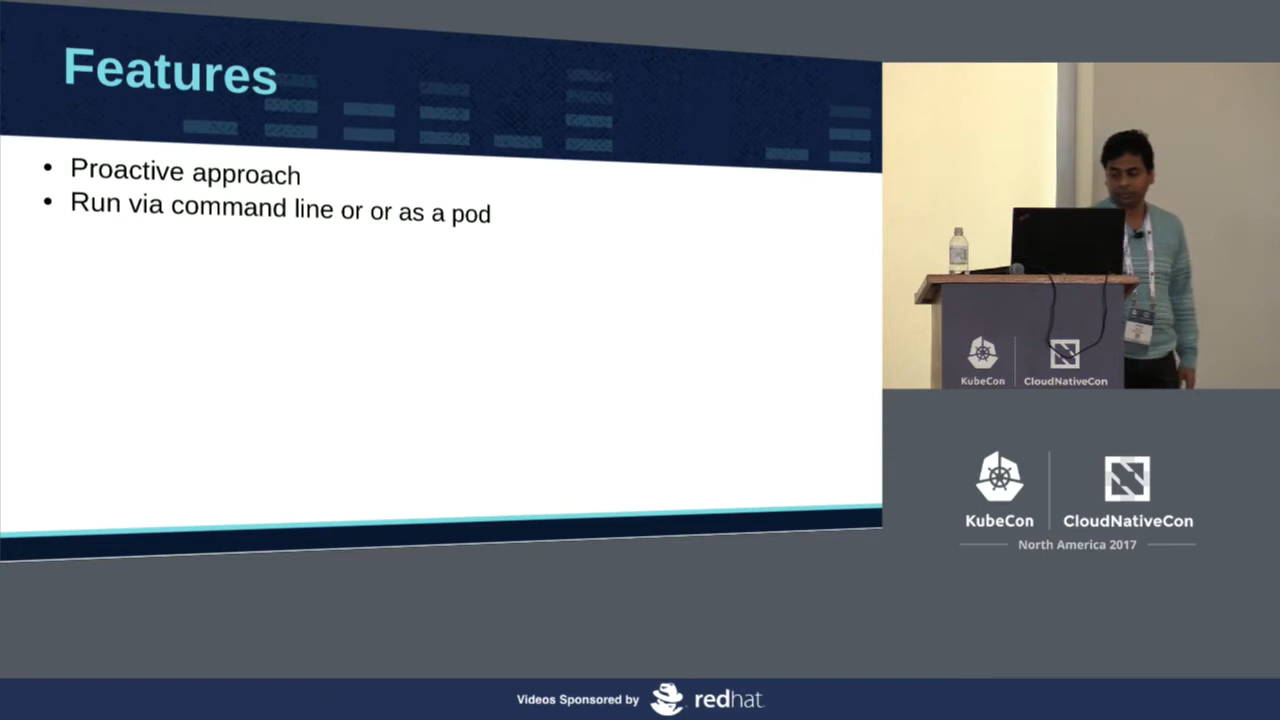 Features
• Proactive approach
• Run via command line or or as a pod
KubeCon
CloudNativeCon
KubeCon
CloudNativeCon
North America 2017
Videos Sponsored by
redhat